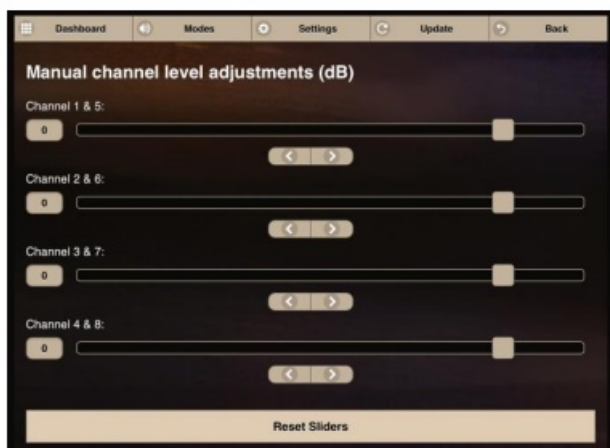 Dashboard Modes Settings Update Back
Manual channel level adjustments (dB)
Channel 1 & 5:
0
Channel 2 & 6:
0
Channel 3 & 7:
0
Channel 4 & 8:
0
Reset Sliders